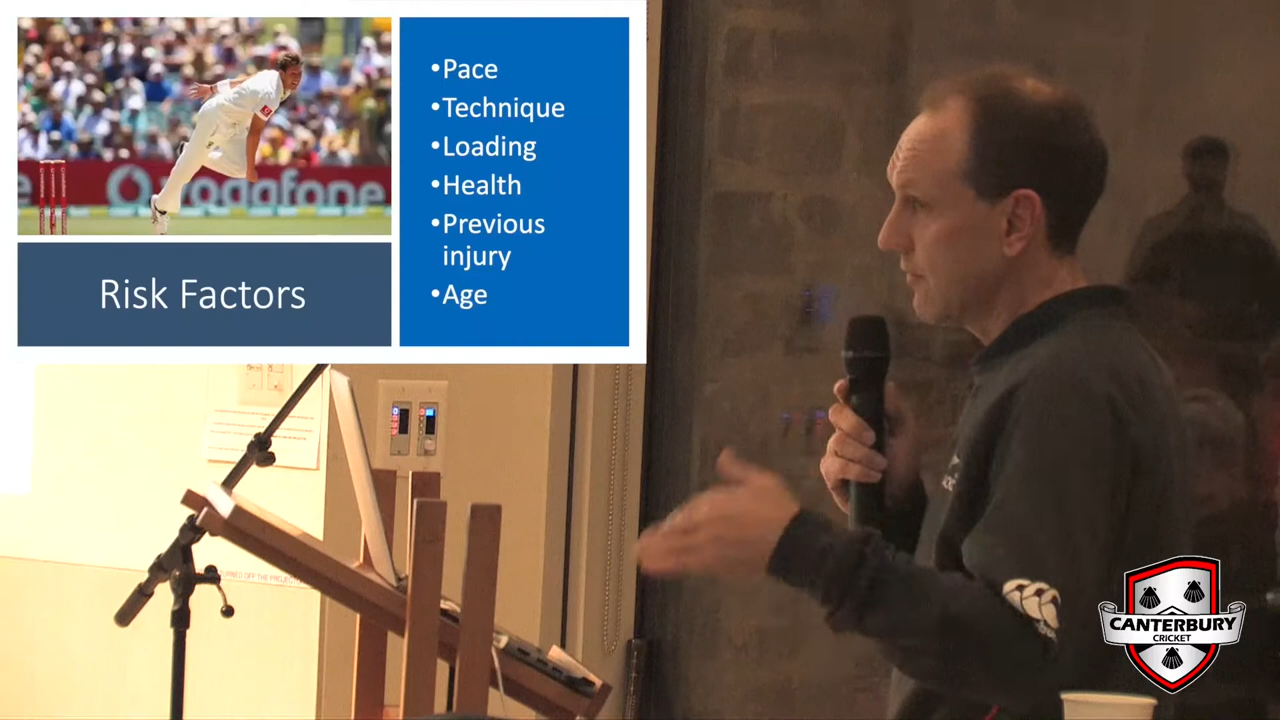 vodafone
•Pace
•Technique
•Loading
•Health
•Previous
injury
•Age
Risk Factors
CANTERBURY
CRICKET